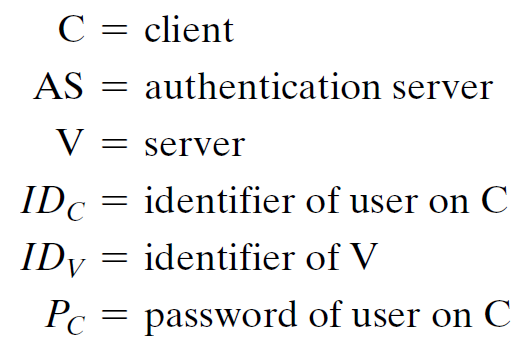 C = client
AS = authentication server
V = server
ID_C = identifier of user on C
ID_V = identifier of V
P_C = password of user on C